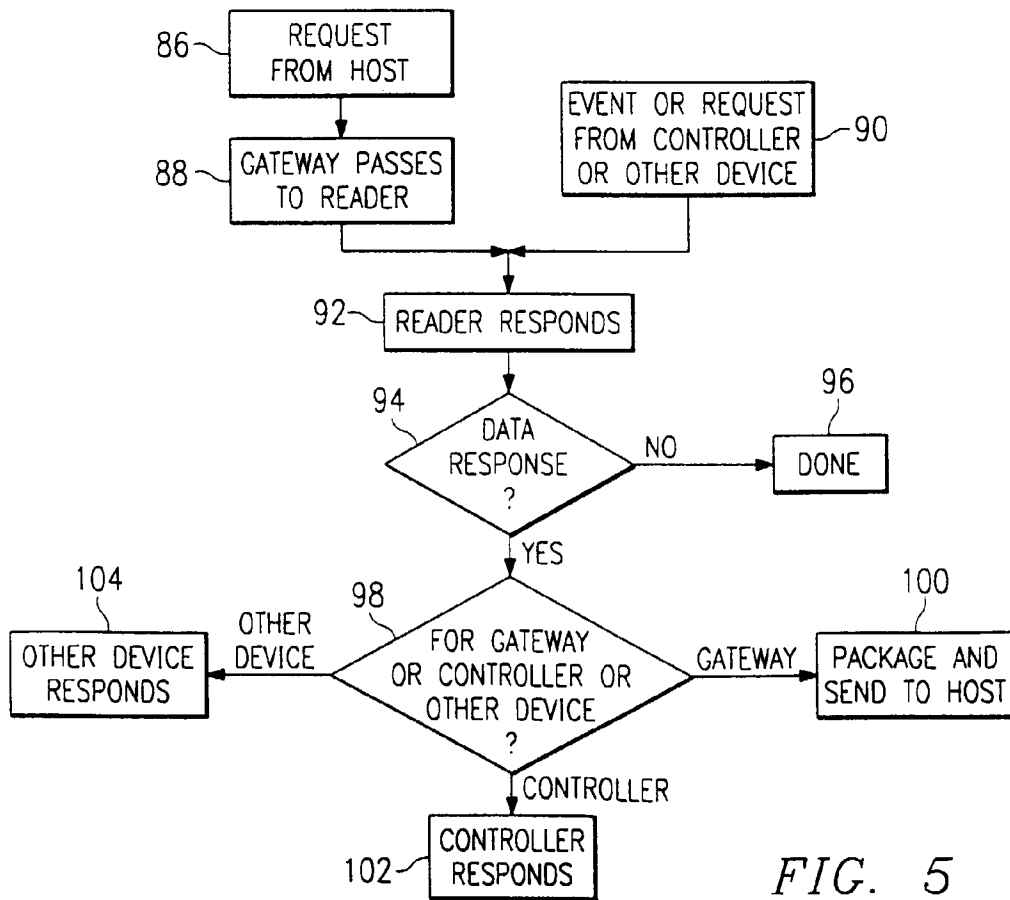 86
REQUEST
FROM HOST
88
GATEWAY PASSES
TO READER
EVENT OR REQUEST
FROM CONTROLLER
OR OTHER DEVICE
90
92
READER RESPONDS
94
DATA
RESPONSE
?
NO
96
DONE
YES
98
FOR GATEWAY
OR CONTROLLER OR
OTHER DEVICE
?
OTHER
DEVICE
104
OTHER DEVICE
RESPONDS
GATEWAY
100
PACKAGE AND
SEND TO HOST
CONTROLLER
102
CONTROLLER
RESPONDS
FIG. 5